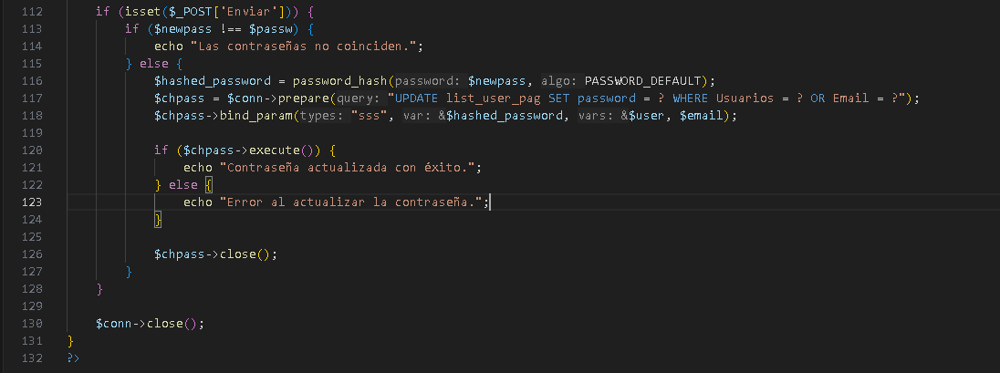 112 if (isset($_POST['Enviar'])) {
113 if ($newpass !== $passw) {
114 echo "Las contraseñas no coinciden.";
115 } else {
116 $hashed_password = password_hash(password: $newpass, algo: PASSWORD_DEFAULT);
117 $chpass = $conn->prepare(query: "UPDATE list_user_pag SET password = ? WHERE Usuarios = ? OR Email = ?");
118 $chpass->bind_param(types: "sss", var: &$hashed_password, vars: &$user, $email);
119
120 if ($chpass->execute()) {
121 echo "Contraseña actualizada con éxito.";
122 } else {
123 echo "Error al actualizar la contraseña.";
124 }
125
126 $chpass->close();
127 }
128 }
129
130 $conn->close();
131 }
132 ?>